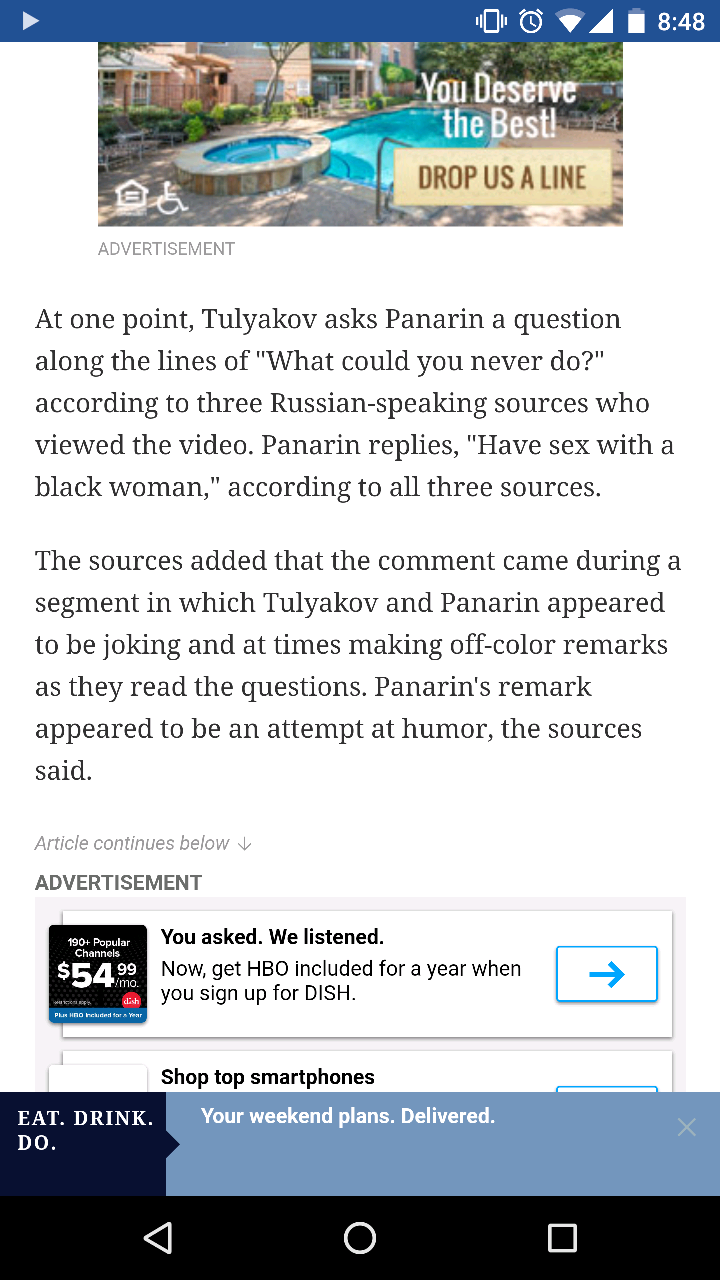 8:48
You Deserve
the Best!
DROP US A LINE
ADVERTISEMENT
At one point, Tulyakov asks Panarin a question
along the lines of "What could you never do?"
according to three Russian-speaking sources who
viewed the video. Panarin replies, "Have sex with a
black woman," according to all three sources.
The sources added that the comment came during a
segment in which Tulyakov and Panarin appeared
to be joking and at times making off-color remarks
as they read the questions. Panarin's remark
appeared to be an attempt at humor, the sources
said.
Article continues below ↓
ADVERTISEMENT
190+ Popular
Channels
$54.99
/mo.
Restrictions apply.
dish
Plus HBO Included for a Year
You asked. We listened.
Now, get HBO included for a year when
you sign up for DISH.
Shop top smartphones
EAT. DRINK.
DO.
Your weekend plans. Delivered.